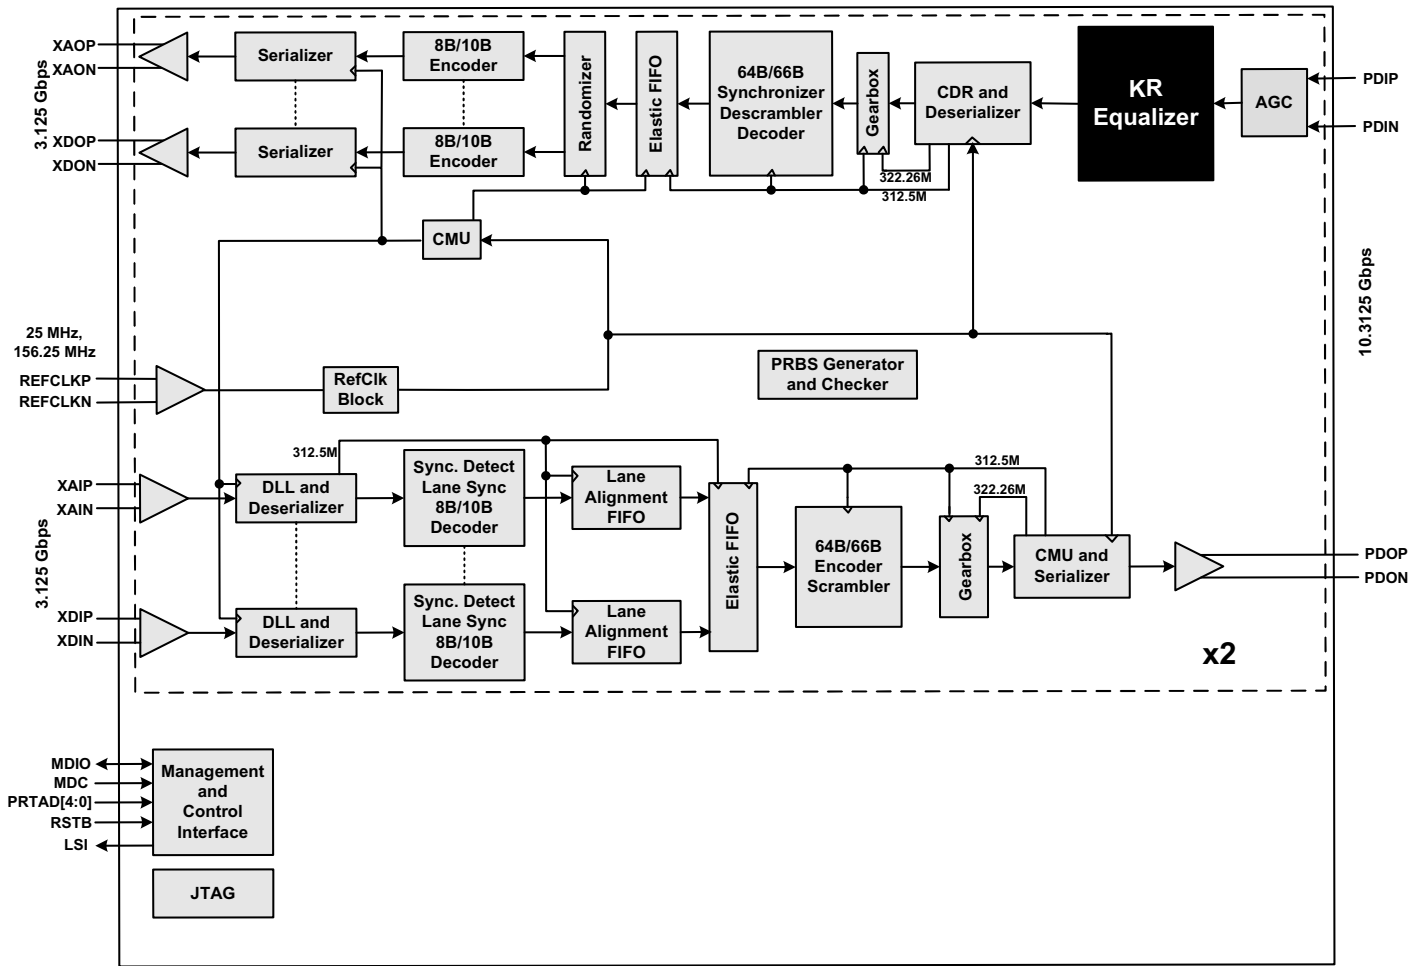 XAOP
XAON
3.125 Gbps
XDOP
XDON
Serializer
8B/10B
Encoder
Serializer
8B/10B
Encoder
Randomizer
Elastic FIFO
64B/66B
Synchronizer
Descrambler
Decoder
Gearbox
CDR and
Deserializer
KR
Equalizer
AGC
PDIP
PDIN
322.26M
312.5M
CMU
10.3125 Gbps
25 MHz,
156.25 MHz
REFCLKP
REFCLKN
RefClk
Block
PRBS Generator
and Checker
XAIP
XAIN
3.125 Gbps
XDIP
XDIN
312.5M
DLL and
Deserializer
Sync. Detect
Lane Sync
8B/10B
Decoder
Lane
Alignment
FIFO
DLL and
Deserializer
Sync. Detect
Lane Sync
8B/10B
Decoder
Lane
Alignment
FIFO
Elastic FIFO
64B/66B
Encoder
Scrambler
312.5M
322.26M
Gearbox
CMU and
Serializer
PDOP
PDON
x2
MDIO
MDC
PRTAD[4:0]
RSTB
LSI
Management
and
Control
Interface
JTAG